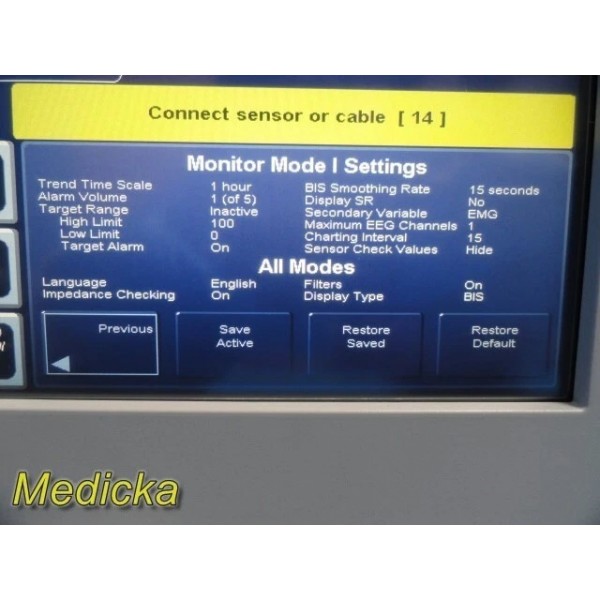 Connect sensor or cable [ 14 ]
Monitor Mode I Settings
Trend Time Scale 1 hour BIS Smoothing Rate 15 seconds
Alarm Volume 1 (of 5) Display SR No
Target Range Inactive Secondary Variable EMG
High Limit 100 Maximum EEG Channels 1
Low Limit 0 Charting Interval 15
Target Alarm On Sensor Check Values Hide
All Modes
Language English Filters On
Impedance Checking On Display Type BIS
Previous Save Active Restore Saved Restore Default
Medicka